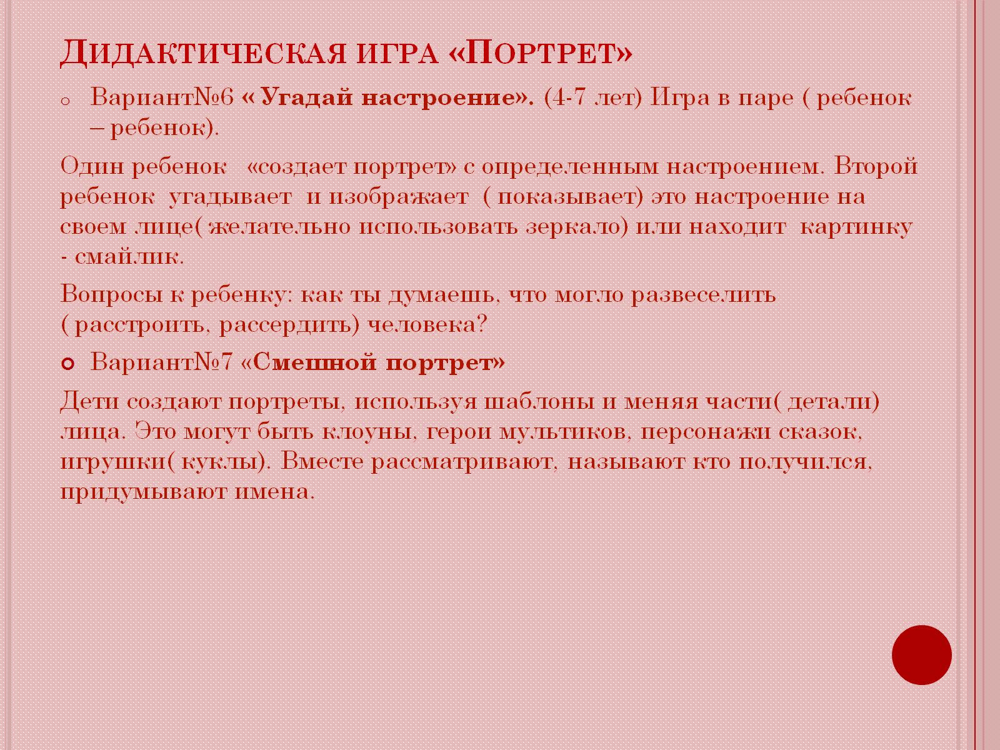 Дидактическая игра «Портрет»
Вариант№6 « Угадай настроение». (4-7 лет) Игра в паре ( ребенок
– ребенок).
Один ребенок   «создает портрет» с определенным настроением. Второй
ребенок  угадывает  и изображает  ( показывает) это настроение на
своем лице( желательно использовать зеркало) или находит  картинку
- смайлик.
Вопросы к ребенку: как ты думаешь, что могло развеселить
( расстроить, рассердить) человека?
Вариант№7 «Смешной портрет»
Дети создают портреты, используя шаблоны и меняя части( детали)
лица. Это могут быть клоуны, герои мультиков, персонажи сказок,
игрушки( куклы). Вместе рассматривают, называют кто получился,
придумывают имена.